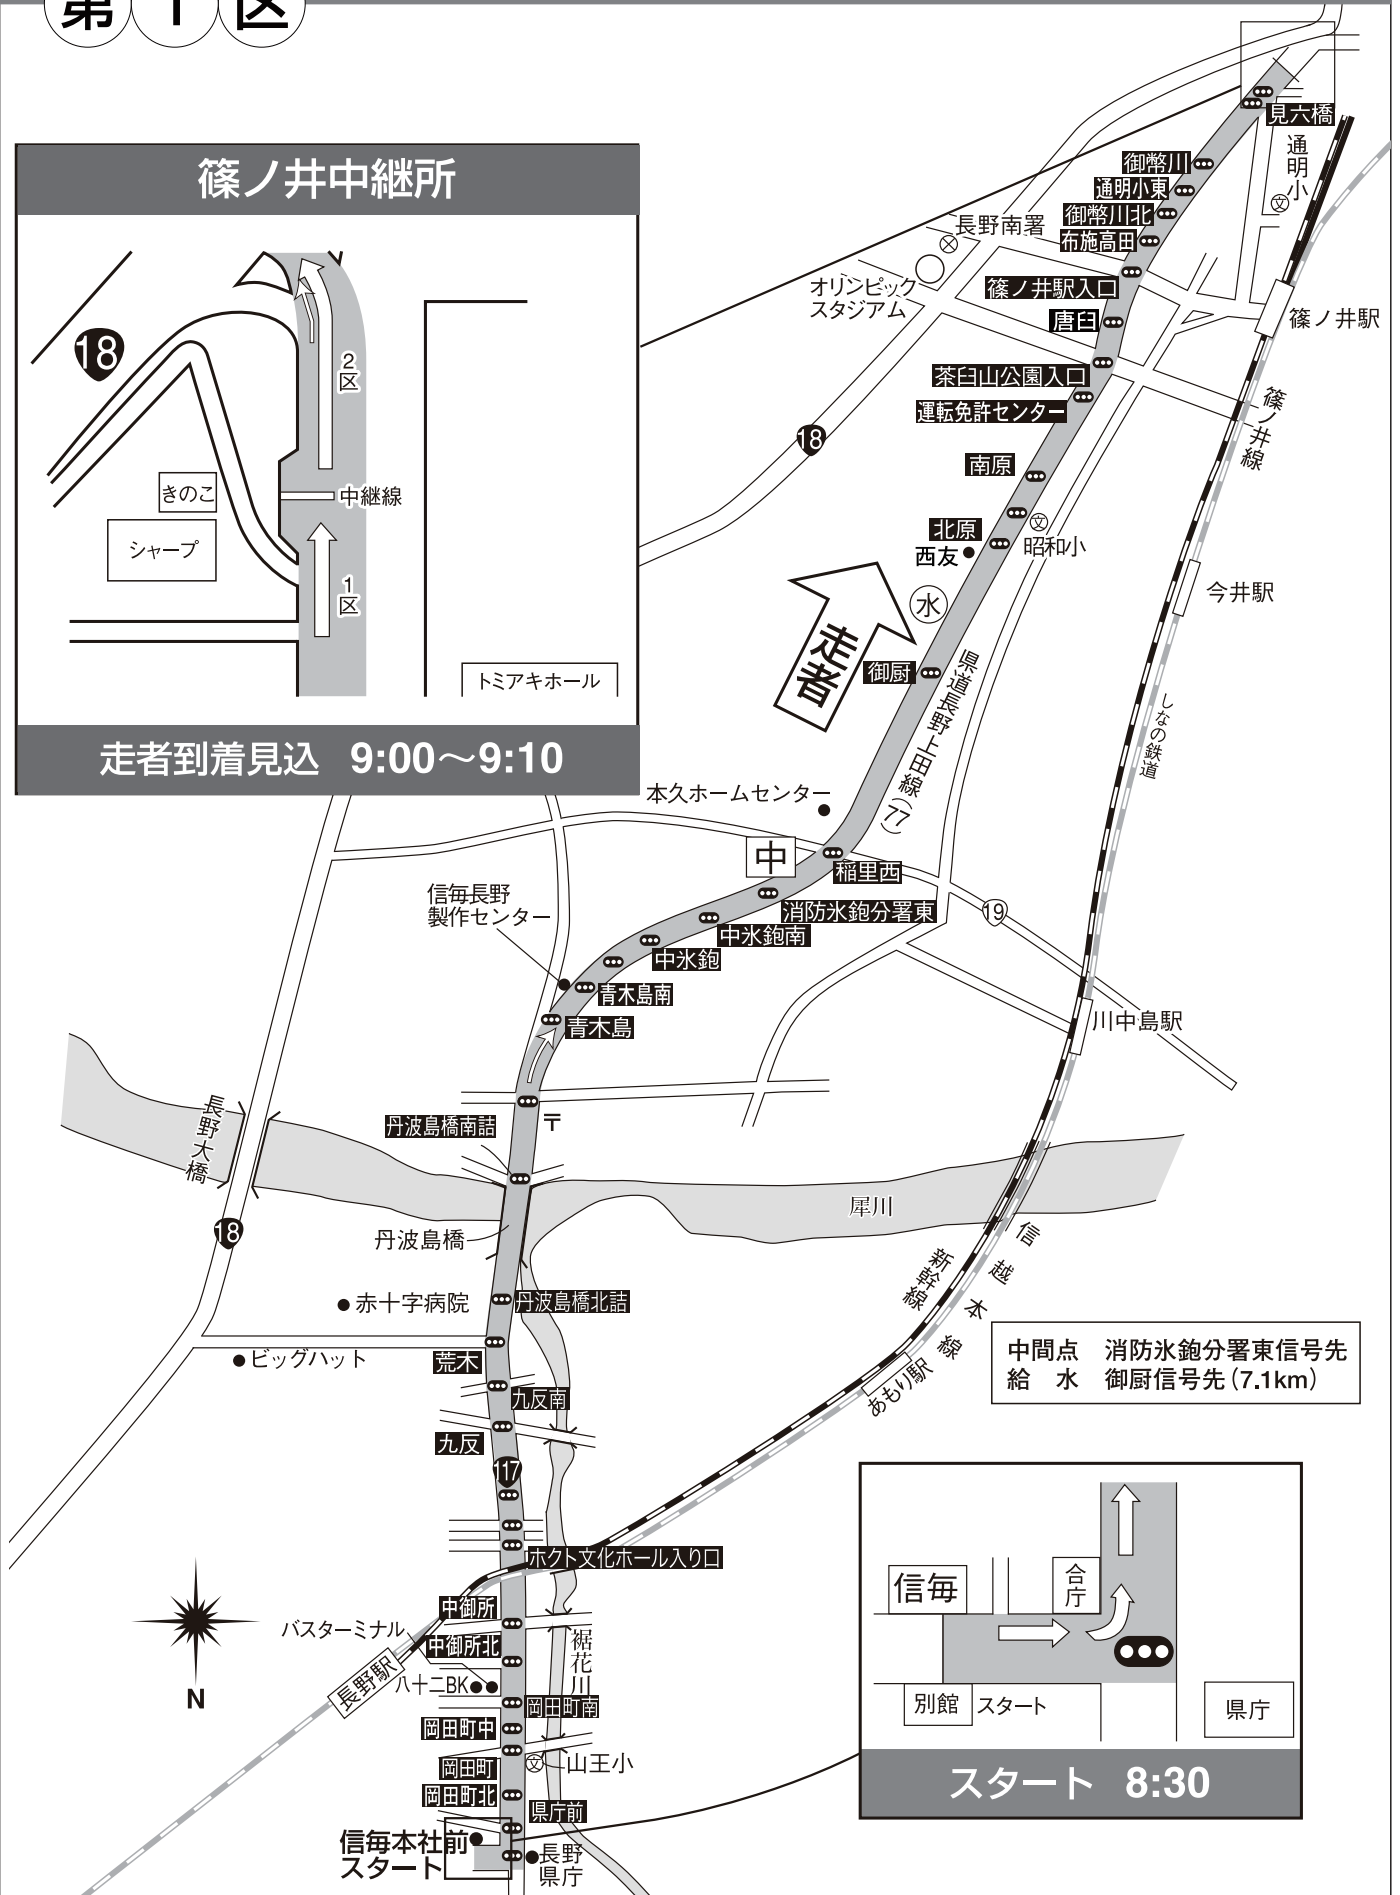 第1区
見六橋
通明小
文
御幣川
通明小東
御幣川北
布施高田
長野南署
オリンピック
スタジアム
篠ノ井駅入口
唐臼
篠ノ井駅
茶臼山公園入口
運転免許センター
篠ノ井線
18
南原
北原
西友
文
昭和小
今井駅
水
走者
御厨
県道長野上田線(77)
しなの鉄道
篠ノ井中継所
18
2区
中継線
きのこ
シャープ
1区
トミアキホール
走者到着見込 9:00〜9:10
本久ホームセンター
中
稲里西
信毎長野
製作センター
消防氷鉋分署東
19
中氷鉋南
中氷鉋
青木島南
青木島
川中島駅
長野大橋
丹波島橋南詰
〒
犀川
18
丹波島橋
新幹線
信越本線
赤十字病院
丹波島橋北詰
ビッグハット
荒木
九反南
あもり駅
九反
117
中間点 消防氷鉋分署東信号先
給 水 御厨信号先(7.1km)
ホクト文化ホール入り口
中御所
バスターミナル
中御所北
裾花川
長野駅
八十二BK
N
岡田町南
岡田町中
岡田町
文
山王小
岡田町北
県庁前
信毎本社前
スタート
長野
県庁
信毎
合庁
別館
スタート
県庁
スタート 8:30